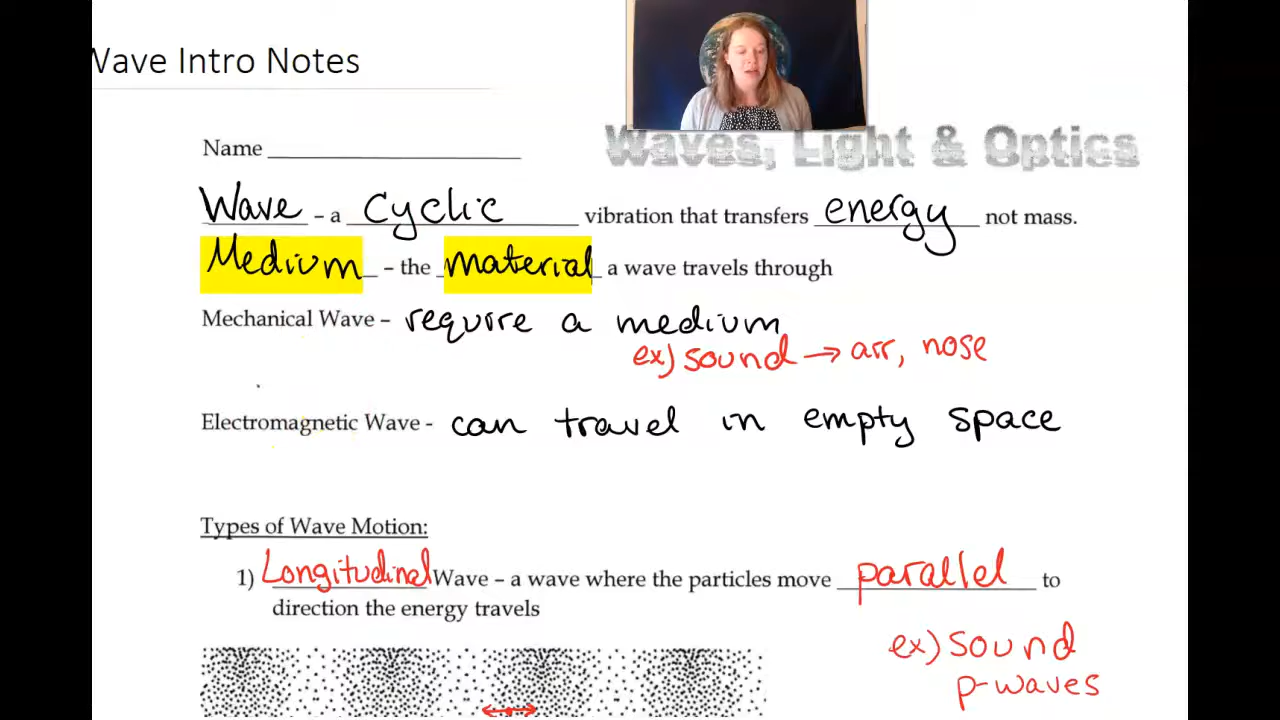 Wave Intro Notes
Name
Waves, Light & Optics
Wave – a cyclic vibration that transfers energy not mass.
Medium – the material a wave travels through
Mechanical Wave – require a medium
ex) sound → air, nose
Electromagnetic Wave - can travel in empty space
Types of Wave Motion:
1) Longitudinal Wave – a wave where the particles move parallel to
direction the energy travels
ex) sound
p-waves